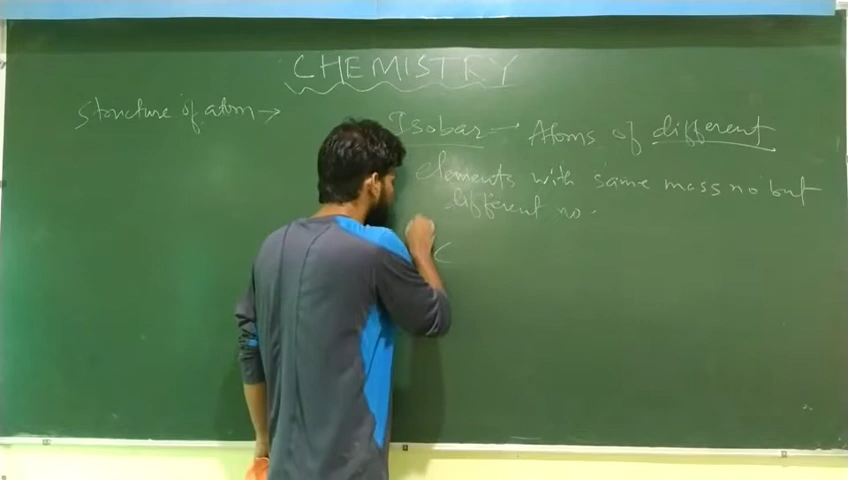 CHEMISTRY
Structure of atom →
Isobar → Atoms of different
elements with same mass no but
different no.
C